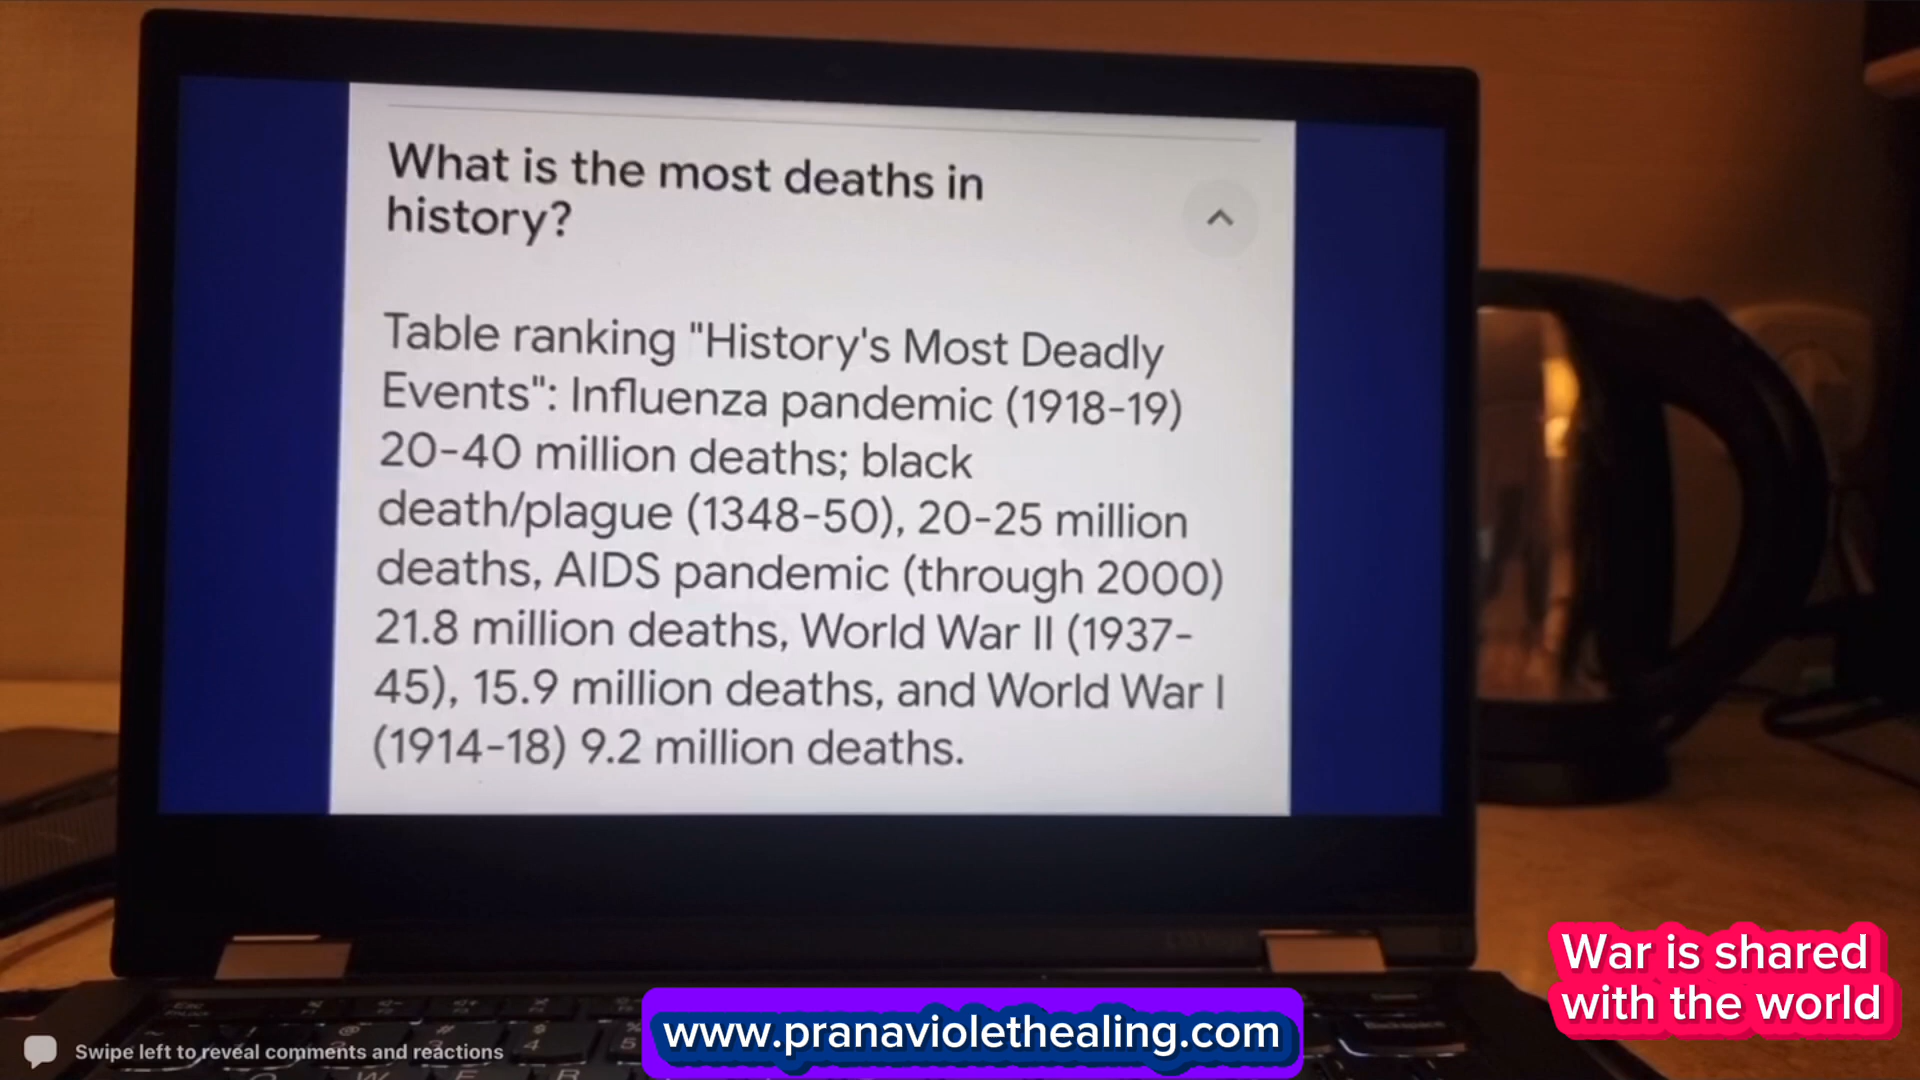 What is the most deaths in
history?
Table ranking "History's Most Deadly
Events": Influenza pandemic (1918-19)
20-40 million deaths; black
death/plague (1348-50), 20-25 million
deaths, AIDS pandemic (through 2000)
21.8 million deaths, World War II (1937-
45), 15.9 million deaths, and World War I
(1914-18) 9.2 million deaths.
War is shared
with the world
www.pranaviolethealing.com
Swipe left to reveal comments and reactions